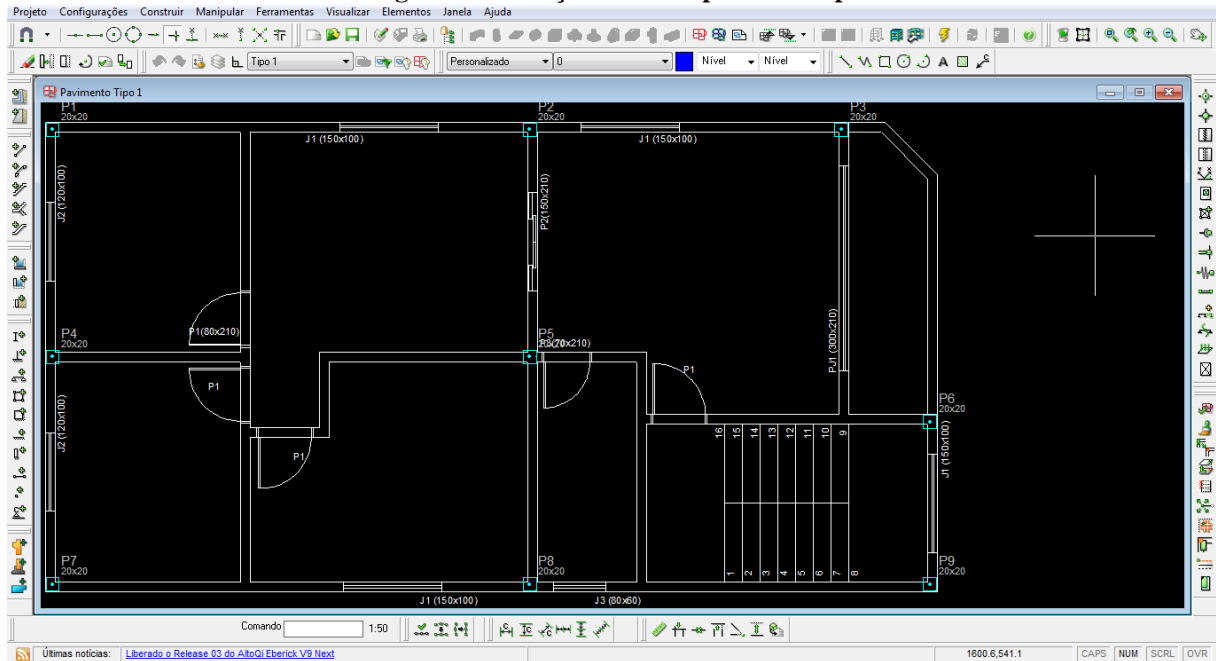 Projeto Configurações Construir Manipular Ferramentas Visualizar Elementos Janela Ajuda
Tipo 1 Personalizado 0 Nível Nível
Pavimento Tipo 1
P1
20x20
P2
20x20
P3
20x20
J1 (150x100)
J1 (150x100)
J2 (120x100)
P2(150x210)
P1(80x210)
PJ1 (300x210)
P4
20x20
P5
P3(70x210)
P1
P1
P6
20x20
J2 (120x100)
P1
16 15 14 13 12 11 10 9
J1 (150x100)
P7
20x20
P8
20x20
1 2 3 4 5 6 7 8
P9
20x20
J1 (150x100)
J3 (80x60)
Comando 1:50
Últimas notícias: Liberado o Release 03 do AltoQi Eberick V9 Next 1600.6,541.1 CAPS NUM SCRL OVR